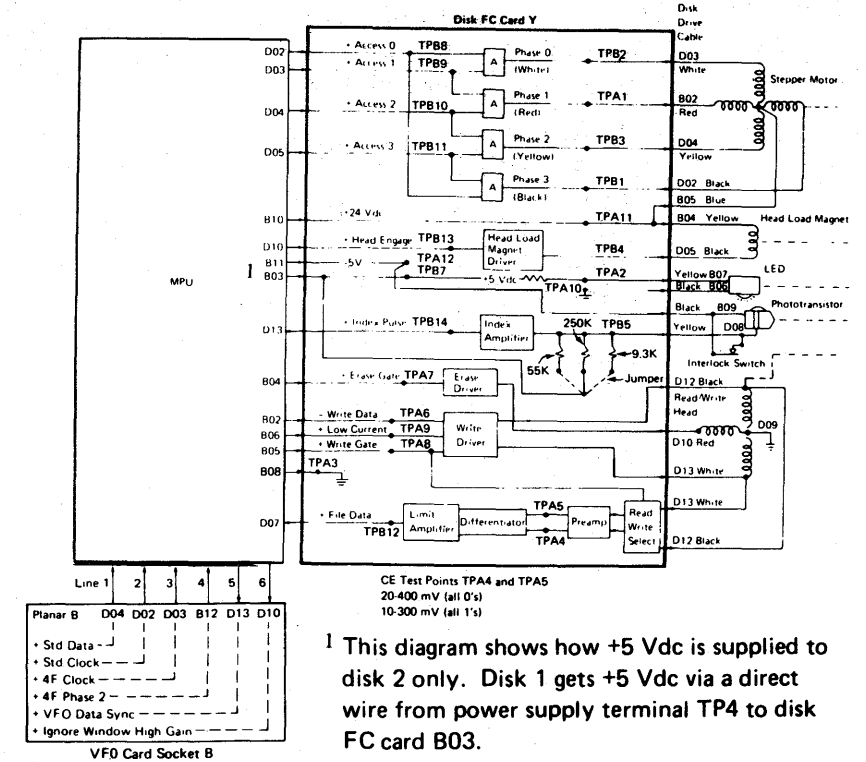 Disk
Drive
Cable
Disk FC Card Y
D02 + Access 0 TPB8 A Phase 0 (White) TPB2 D03 White
D03 + Access 1 TPB9
Stepper Motor
D04 + Access 2 TPB10 A Phase 1 (Red) TPA1 B02 Red
D05 + Access 3 TPB11 A Phase 2 (Yellow) TPB3 D04 Yellow
A Phase 3 (Black) TPB1 D02 Black
B05 Blue
B10 +24 Vdc TPA11 B04 Yellow Head Load Magnet
D10 + Head Engage TPB13 Head Load Magnet Driver TPB4 D05 Black
B11 -5V TPA12
1 B03 TPB7 +5 Vdc TPA2 Yellow B07 LED
TPA10 Black B06
MPU
Black B09 Phototransistor
D13 + Index Pulse TPB14 Index Amplifier 250K TPB5 Yellow D08
55K 9.3K Interlock Switch
Jumper
B04 + Erase Gate TPA7 Erase Driver D12 Black
Read/Write Head
B02 - Write Data TPA6 Write Driver D09
B06 + Low Current TPA9 D10 Red
B05 + Write Gate TPA8
B08 TPA3 D13 White
D07 + File Data TPB12 Limit Amplifier Differentiator TPA5 TPA4 Preamp Read Write Select D13 White
D12 Black
Line 1 2 3 4 5 6
CE Test Points TPA4 and TPA5
20-400 mV (all 0's)
10-300 mV (all 1's)
Planar B D04 D02 D03 B12 D13 D10
+ Std Data
+ Std Clock
+ 4F Clock
+ 4F Phase 2
+ VFO Data Sync
+ Ignore Window High Gain
VFO Card Socket B
1 This diagram shows how +5 Vdc is supplied to
disk 2 only. Disk 1 gets +5 Vdc via a direct
wire from power supply terminal TP4 to disk
FC card B03.